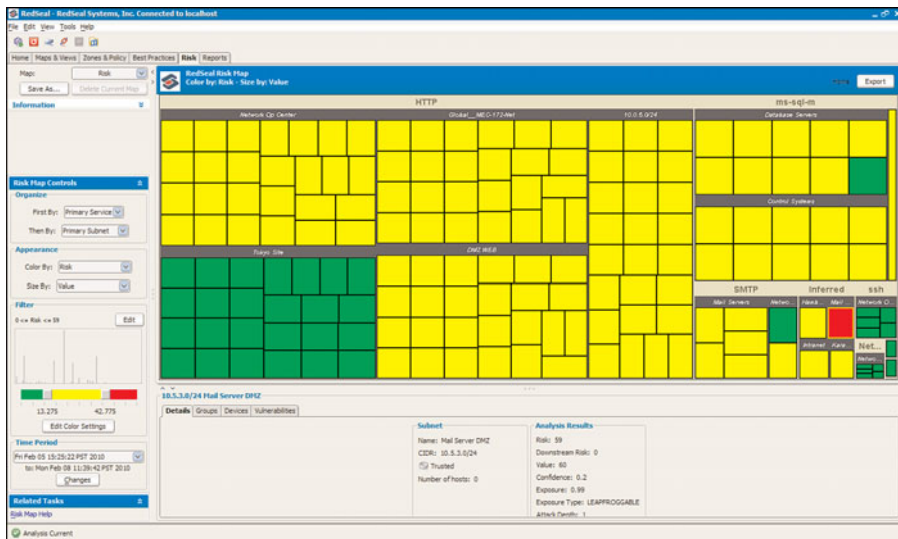 RedSeal - RedSeal Systems, Inc. Connected to localhost
File Edit View Tools Help
Home Maps & Views Zones & Policy Best Practices Risk Reports
Map: Risk
Save As... Delete Current Map
Information
Risk Map Controls
Organize
First By: Primary Service
Then By: Primary Subnet
Appearance
Color By: Risk
Size By: Value
Filter
0 <= Risk <= 59 Edit
13.275 42.775
Edit Color Settings
Time Period
Fri Feb 05 15:25:22 PST 2010
to: Mon Feb 08 11:39:42 PST 2010
Changes
Related Tasks
Risk Map Help
Analysis Current
RedSeal Risk Map
Color by: Risk - Size by: Value
Export
HTTP ms-sql-m
Network Op Center 10.0.5.0/24 Database Servers
Control Systems
Tokyo Site DMZ WEB
SMTP Inferred ssh
Mail Servers Netwo... Mail ... Network O...
Intranet Net...
Netwo...
10.5.3.0/24 Mail Server DMZ
Details Groups Devices Vulnerabilities
Subnet
Name: Mail Server DMZ
CIDR: 10.5.3.0/24
Trusted
Number of hosts: 0
Analysis Results
Risk: 59
Downstream Risk: 0
Value: 60
Confidence: 0.2
Exposure: 0.99
Exposure Type: LEAPFROGGABLE
Attack Depth: 1